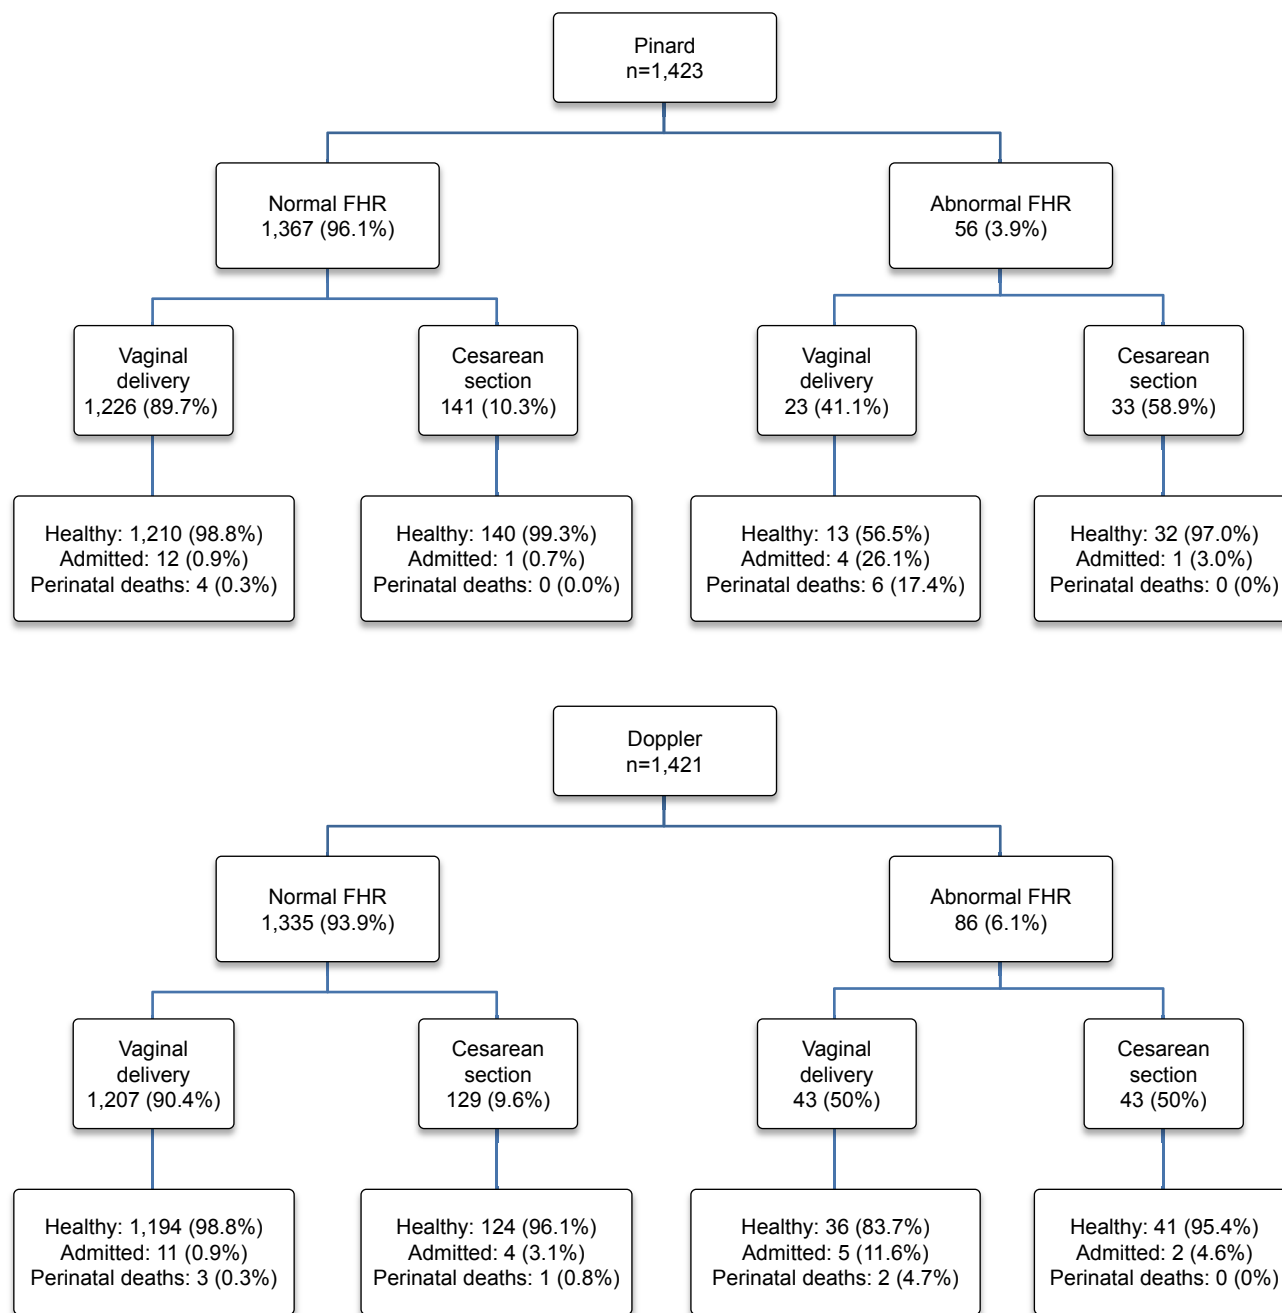 Pinard
n=1,423
Normal FHR
1,367 (96.1%)
Abnormal FHR
56 (3.9%)
Vaginal
delivery
1,226 (89.7%)
Cesarean
section
141 (10.3%)
Vaginal
delivery
23 (41.1%)
Cesarean
section
33 (58.9%)
Healthy: 1,210 (98.8%)
Admitted: 12 (0.9%)
Perinatal deaths: 4 (0.3%)
Healthy: 140 (99.3%)
Admitted: 1 (0.7%)
Perinatal deaths: 0 (0.0%)
Healthy: 13 (56.5%)
Admitted: 4 (26.1%)
Perinatal deaths: 6 (17.4%)
Healthy: 32 (97.0%)
Admitted: 1 (3.0%)
Perinatal deaths: 0 (0%)
Doppler
n=1,421
Normal FHR
1,335 (93.9%)
Abnormal FHR
86 (6.1%)
Vaginal
delivery
1,207 (90.4%)
Cesarean
section
129 (9.6%)
Vaginal
delivery
43 (50%)
Cesarean
section
43 (50%)
Healthy: 1,194 (98.8%)
Admitted: 11 (0.9%)
Perinatal deaths: 3 (0.3%)
Healthy: 124 (96.1%)
Admitted: 4 (3.1%)
Perinatal deaths: 1 (0.8%)
Healthy: 36 (83.7%)
Admitted: 5 (11.6%)
Perinatal deaths: 2 (4.7%)
Healthy: 41 (95.4%)
Admitted: 2 (4.6%)
Perinatal deaths: 0 (0%)